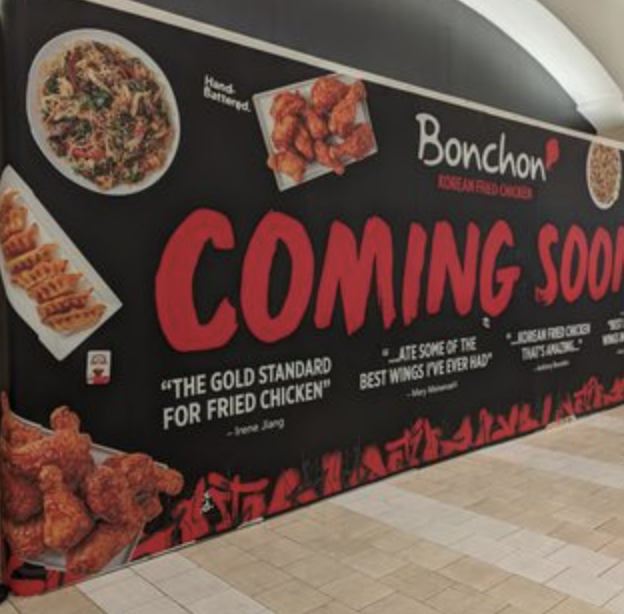 Hand-
Battered.
Bonchon
KOREAN FRIED CHICKEN
COMING SOON
“THE GOLD STANDARD
FOR FRIED CHICKEN”
– Irene Jiang
“...ATE SOME OF THE
BEST WINGS I’VE EVER HAD”
“...KOREAN FRIED CHICKEN
THAT’S AMAZING...”